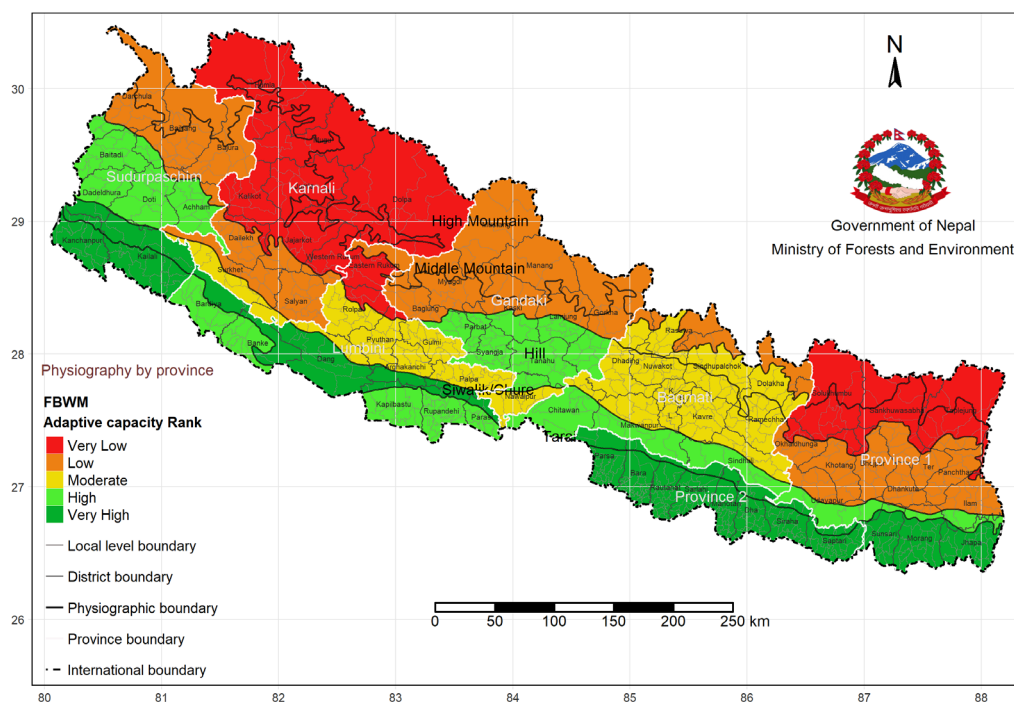 N
Government of Nepal
Ministry of Forests and Environment
30
29
28
27
26
80
81
82
83
84
85
86
87
88
Darchula
Bajhang
Bajura
Humla
Mugu
Baitadi
Sudurpaschim
Dadeldhura
Doti
Achham
Karnali
Kalikot
Dolpa
High Mountain
Mustang
Kanchanpur
Kailali
Dailekh
Jajarkot
Western Rukum
Eastern Rukum
Middle Mountain
Manang
Surkhet
Myagdi
Gandaki
Salyan
Rolpa
Baglung
Kaski
Lamjung
Gorkha
Bardiya
Banke
Pyuthan
Gulmi
Parbat
Syangja
Hill
Tanahu
Lumbini
Dang
Arghakanchi
Palpa
Siwalik/Chure
Nawalpur
Kapilbastu
Rupandehi
Parasi
Rasuwa
Dhading
Nuwakot
Sindhupalchok
Dolakha
Bagmati
Kavre
Ramechhap
Chitawan
Makwanpur
Sindhuli
Tarai
Parsa
Bara
Rautahat
Sarlahi
Province 2
Dha
Siraha
Saptari
Solukhumbu
Sankhuwasabha
Taplejung
Okhaldhunga
Khotang
Province 1
Ter
Panchthar
Dhankuta
Ilam
Udayapur
Sunsari
Morang
Jhapa
Physiography by province
FBWM
Adaptive capacity Rank
Very Low
Low
Moderate
High
Very High
Local level boundary
District boundary
Physiographic boundary
Province boundary
International boundary
0 50 100 150 200 250 km